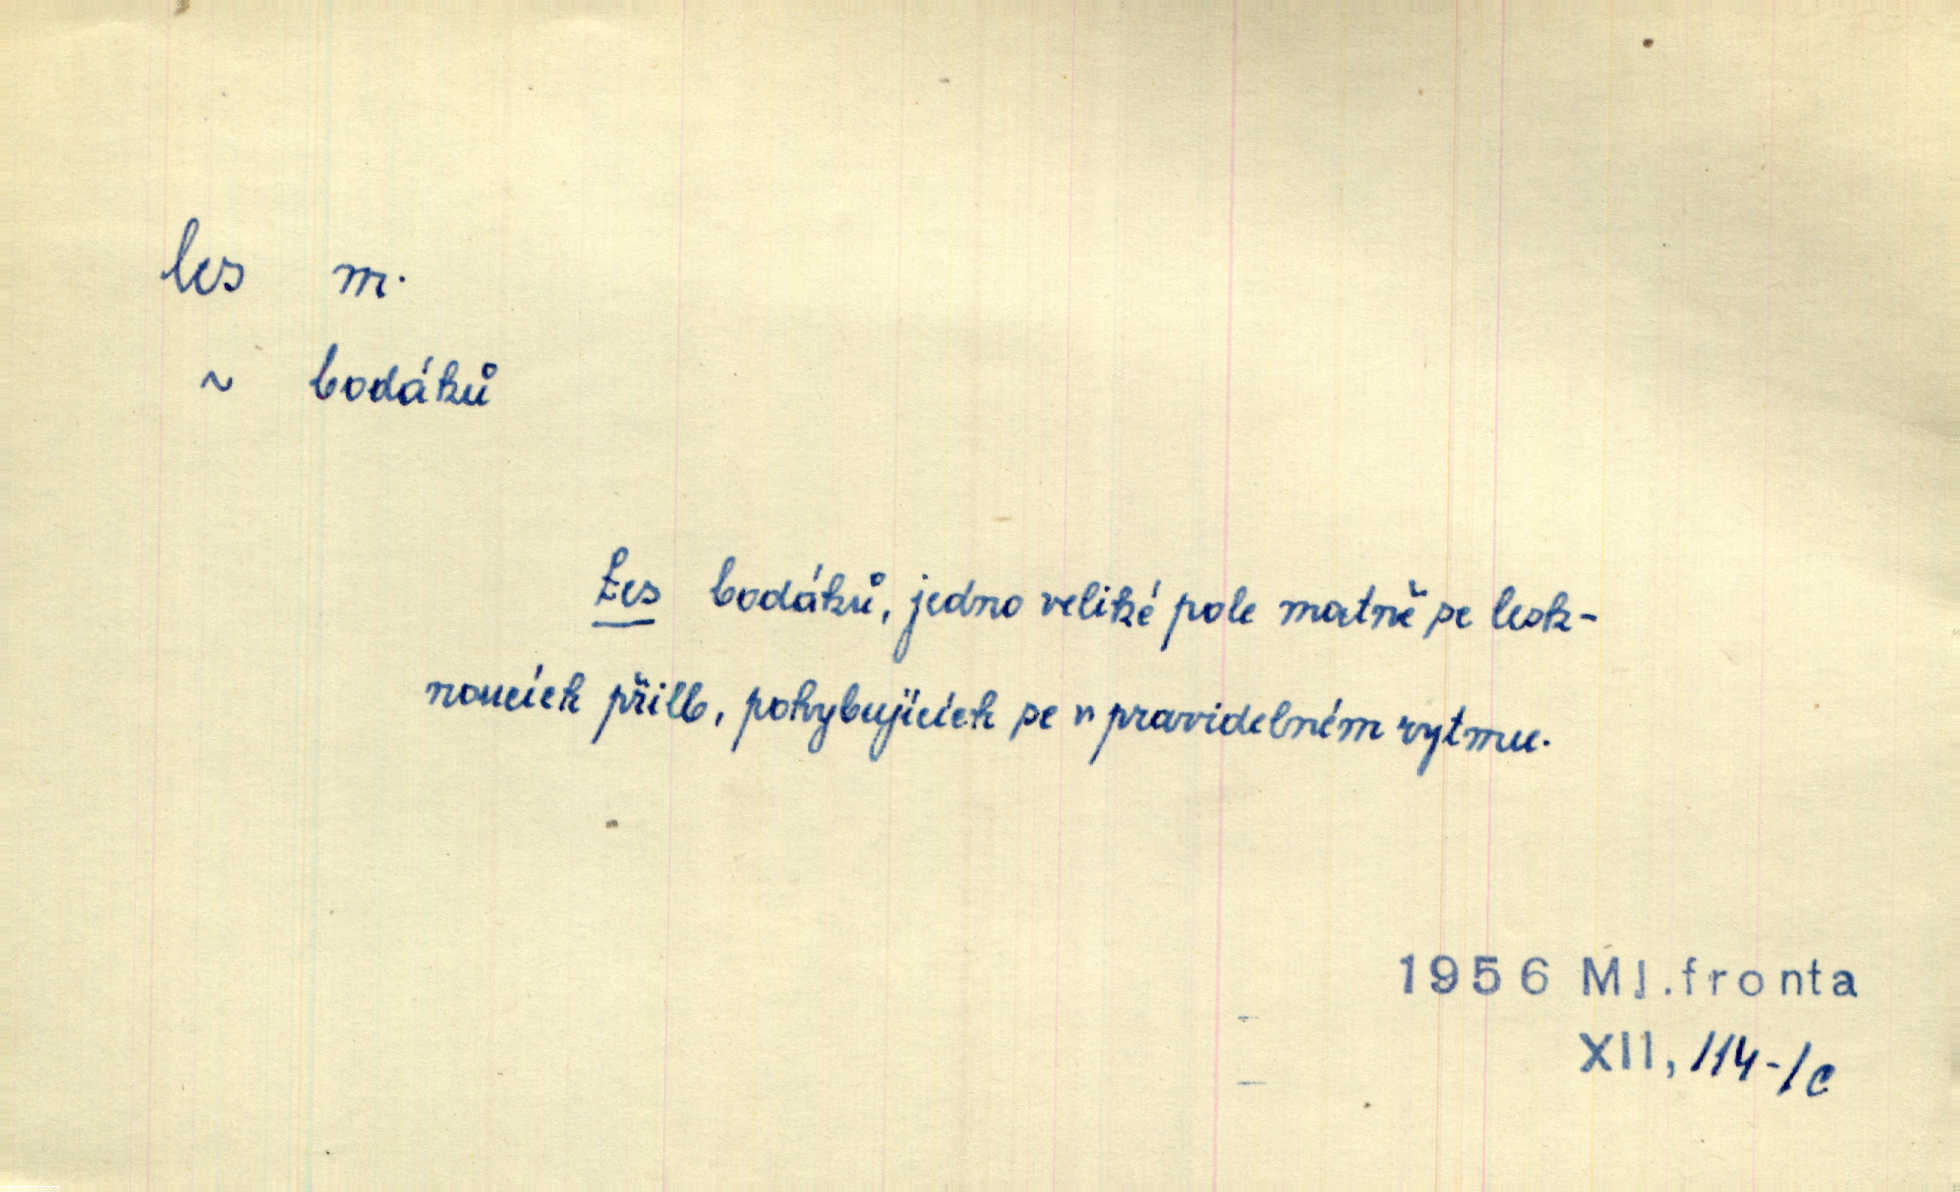 les m.
~ bodáků
Les bodáků, jedno veliké pole matně se lesk-
noucích přilb, pohybujících se v pravidelném rytmu.
1956 Ml.fronta
XII, 114-1c